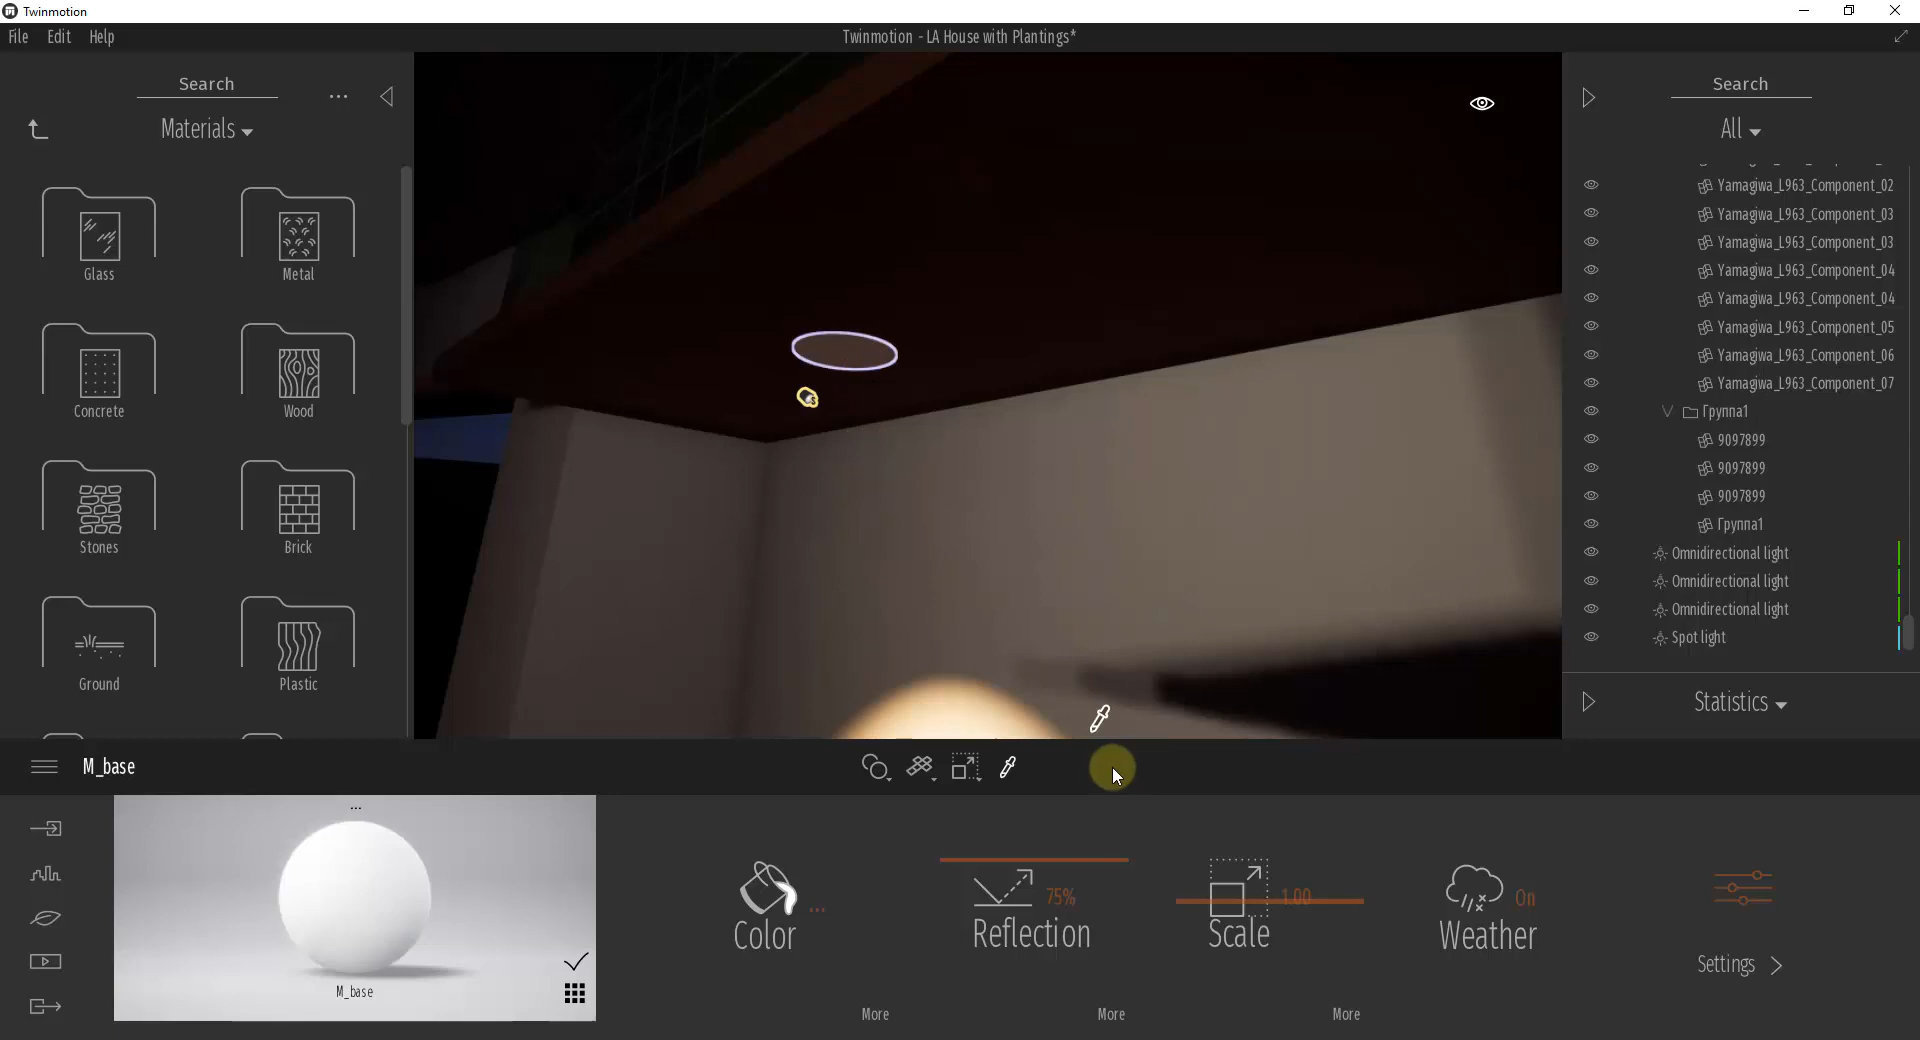 Twinmotion
File Edit Help
Twinmotion - LA House with Plantings*
Search
...
Materials
Glass
Metal
Concrete
Wood
Stones
Brick
Ground
Plastic
Search
All
Yamagiwa_L963_Component_02
Yamagiwa_L963_Component_03
Yamagiwa_L963_Component_03
Yamagiwa_L963_Component_04
Yamagiwa_L963_Component_04
Yamagiwa_L963_Component_05
Yamagiwa_L963_Component_06
Yamagiwa_L963_Component_07
Группа1
9097899
9097899
9097899
Группа1
Omnidirectional light
Omnidirectional light
Omnidirectional light
Spot light
Statistics
M_base
...
M_base
...
Color
75%
Reflection
1.00
Scale
On
Weather
Settings
More
More
More